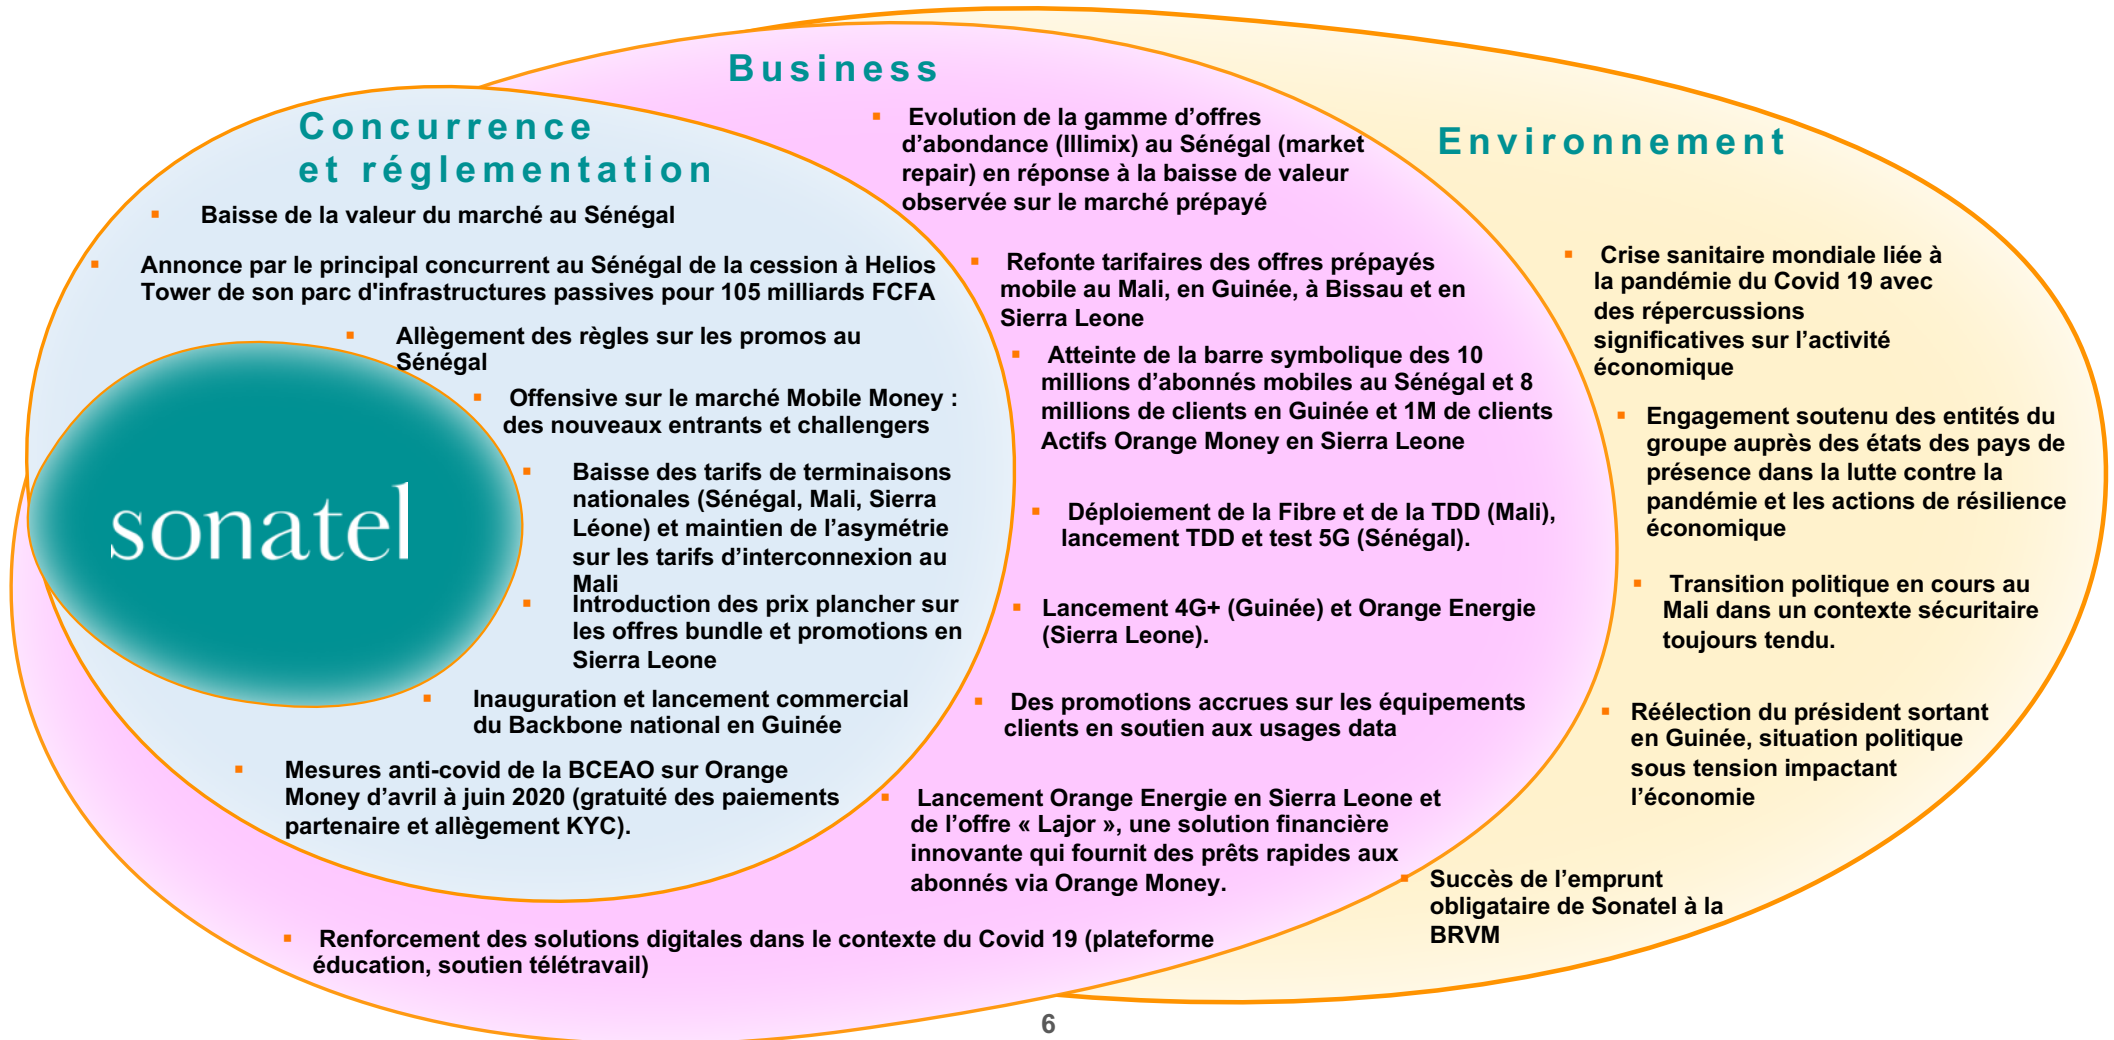 Business
Concurrence
et réglementation
▪ Baisse de la valeur du marché au Sénégal
▪ Annonce par le principal concurrent au Sénégal de la cession à Helios
Tower de son parc d'infrastructures passives pour 105 milliards FCFA
▪ Allègement des règles sur les promos au
Sénégal
▪ Offensive sur le marché Mobile Money :
des nouveaux entrants et challengers
▪ Baisse des tarifs de terminaisons
nationales (Sénégal, Mali, Sierra
Léone) et maintien de l’asymétrie
sur les tarifs d’interconnexion au
Mali
▪ Introduction des prix plancher sur
les offres bundle et promotions en
Sierra Leone
▪ Inauguration et lancement commercial
du Backbone national en Guinée
▪ Mesures anti-covid de la BCEAO sur Orange
Money d’avril à juin 2020 (gratuité des paiements
partenaire et allègement KYC).
sonatel
▪ Evolution de la gamme d’offres
d’abondance (Illimix) au Sénégal (market
repair) en réponse à la baisse de valeur
observée sur le marché prépayé
▪ Refonte tarifaires des offres prépayés
mobile au Mali, en Guinée, à Bissau et en
Sierra Leone
▪ Atteinte de la barre symbolique des 10
millions d’abonnés mobiles au Sénégal et 8
millions de clients en Guinée et 1M de clients
Actifs Orange Money en Sierra Leone
▪ Déploiement de la Fibre et de la TDD (Mali),
lancement TDD et test 5G (Sénégal).
▪ Lancement 4G+ (Guinée) et Orange Energie
(Sierra Leone).
▪ Des promotions accrues sur les équipements
clients en soutien aux usages data
▪ Lancement Orange Energie en Sierra Leone et
de l’offre « Lajor », une solution financière
innovante qui fournit des prêts rapides aux
abonnés via Orange Money.
▪ Renforcement des solutions digitales dans le contexte du Covid 19 (plateforme
éducation, soutien télétravail)
Environnement
▪ Crise sanitaire mondiale liée à
la pandémie du Covid 19 avec
des répercussions
significatives sur l’activité
économique
▪ Engagement soutenu des entités du
groupe auprès des états des pays de
présence dans la lutte contre la
pandémie et les actions de résilience
économique
▪ Transition politique en cours au
Mali dans un contexte sécuritaire
toujours tendu.
▪ Réélection du président sortant
en Guinée, situation politique
sous tension impactant
l’économie
▪ Succès de l’emprunt
obligataire de Sonatel à la
BRVM
6